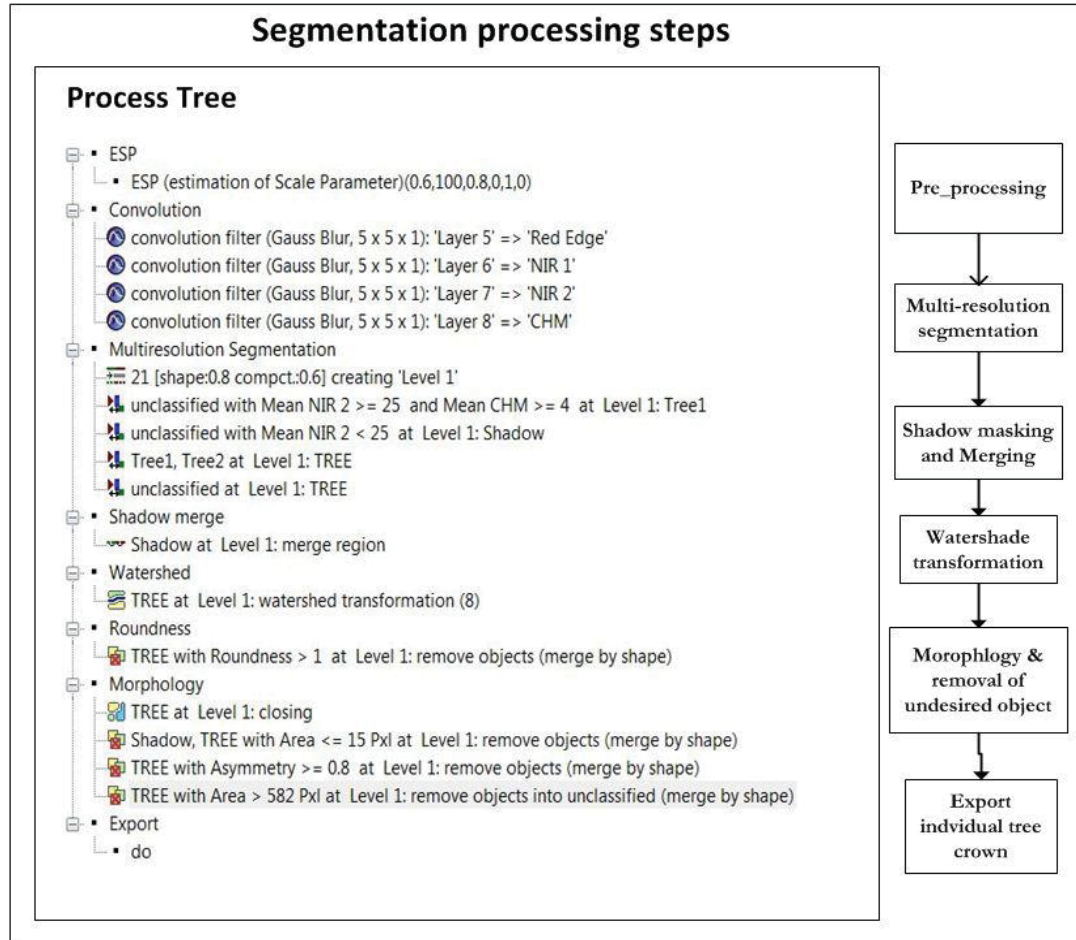 Segmentation processing steps
Process Tree
ESP
ESP (estimation of Scale Parameter)(0.6,100,0.8,0,1,0)
Convolution
convolution filter (Gauss Blur, 5 x 5 x 1): 'Layer 5' => 'Red Edge'
convolution filter (Gauss Blur, 5 x 5 x 1): 'Layer 6' => 'NIR 1'
convolution filter (Gauss Blur, 5 x 5 x 1): 'Layer 7' => 'NIR 2'
convolution filter (Gauss Blur, 5 x 5 x 1): 'Layer 8' => 'CHM'
Multiresolution Segmentation
21 [shape:0.8 compct.:0.6] creating 'Level 1'
unclassified with Mean NIR 2 >= 25 and Mean CHM >= 4 at Level 1: Tree1
unclassified with Mean NIR 2 < 25 at Level 1: Shadow
Tree1, Tree2 at Level 1: TREE
unclassified at Level 1: TREE
Shadow merge
Shadow at Level 1: merge region
Watershed
TREE at Level 1: watershed transformation (8)
Roundness
TREE with Roundness > 1 at Level 1: remove objects (merge by shape)
Morphology
TREE at Level 1: closing
Shadow, TREE with Area <= 15 Pxl at Level 1: remove objects (merge by shape)
TREE with Asymmetry >= 0.8 at Level 1: remove objects (merge by shape)
TREE with Area > 582 Pxl at Level 1: remove objects into unclassified (merge by shape)
Export
do
Pre_processing
Multi-resolution
segmentation
Shadow masking
and Merging
Watershade
transformation
Morophlogy &
removal of
undesired object
Export
indvidual tree
crown